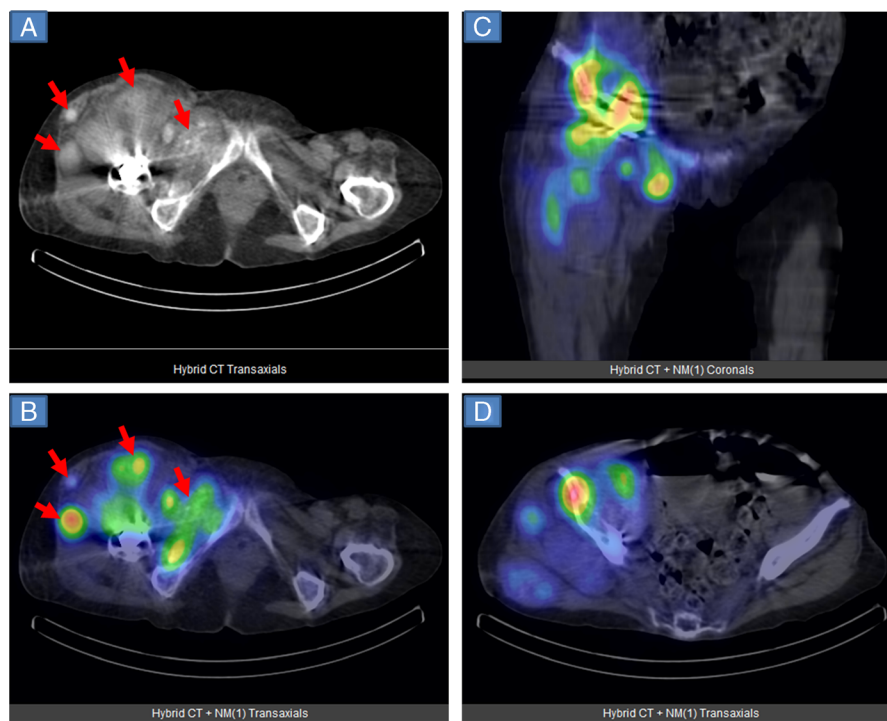 A
Hybrid CT Transaxials
B
Hybrid CT + NM(1) Transaxials
C
Hybrid CT + NM(1) Coronals
D
Hybrid CT + NM(1) Transaxials